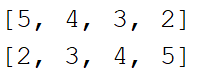 [5, 4, 3, 2]
[2, 3, 4, 5]